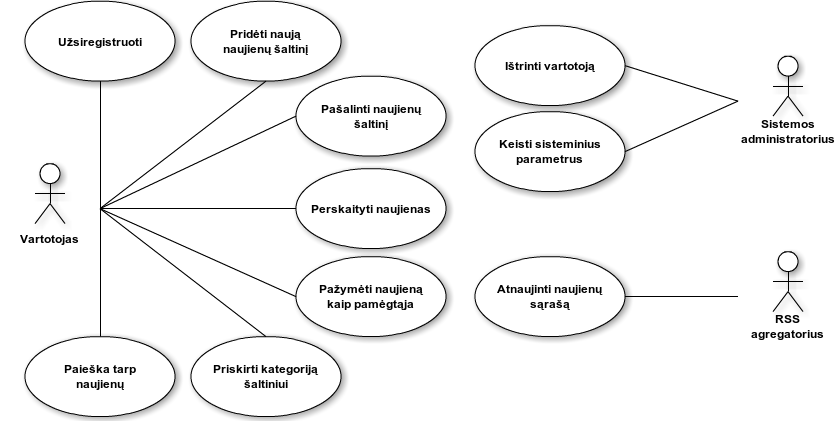 Užsiregistruoti
Pridėti naują
naujienų šaltinį
Pašalinti naujienų
šaltinį
Perskaityti naujienas
Pažymėti naujieną
kaip pamėgtąja
Priskirti kategoriją
šaltiniui
Paieška tarp
naujienų
Vartotojas
Ištrinti vartotoją
Keisti sisteminius
parametrus
Sistemos
administratorius
Atnaujinti naujienų
sąrašą
RSS
agregatorius